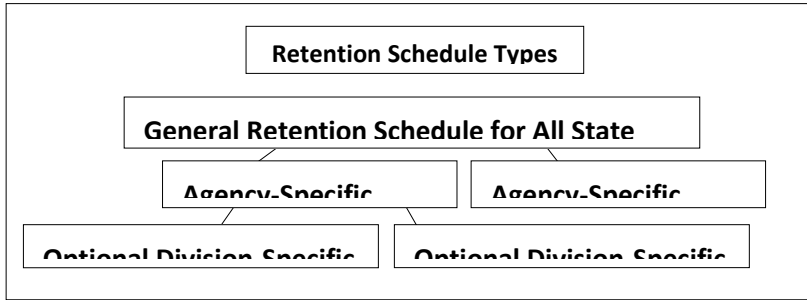 Retention Schedule Types
General Retention Schedule for All State
Agency-Specific
Agency-Specific
Optional Division-Specific
Optional Division-Specific